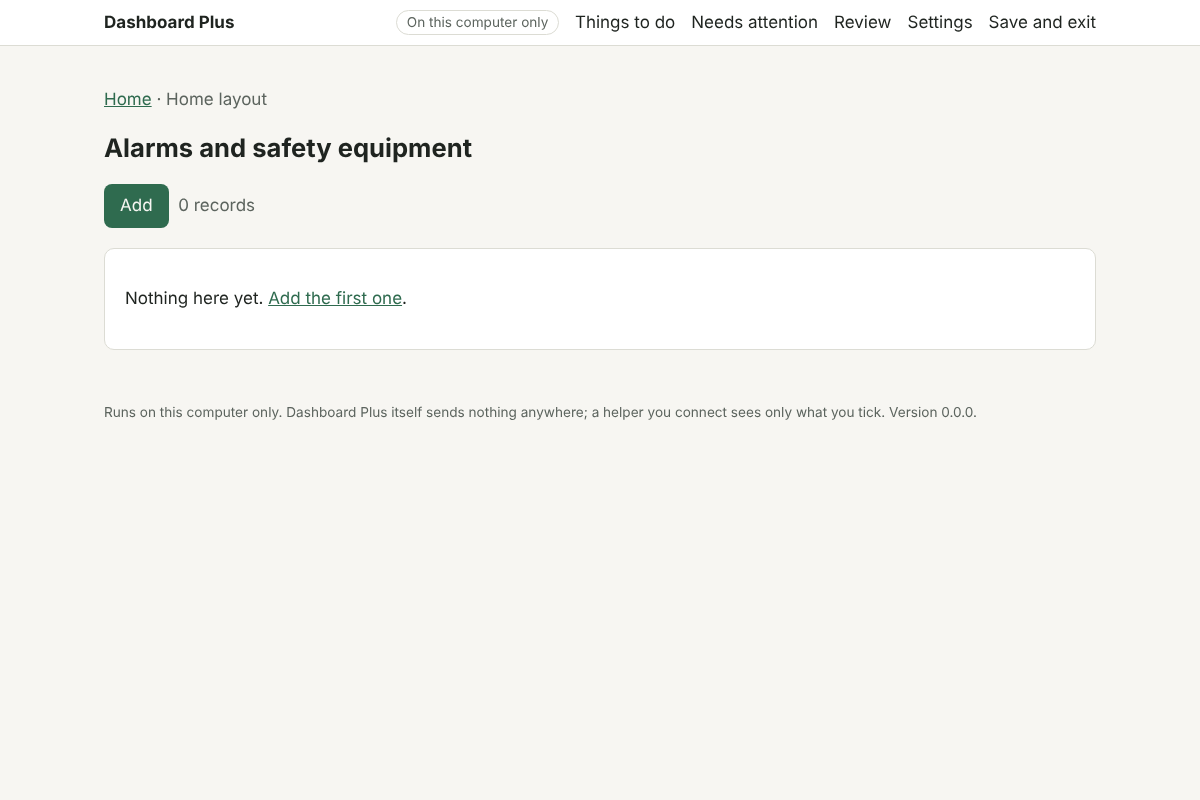 Dashboard Plus On this computer only Things to do Needs attention Review Settings Save and exit
Home · Home layout
Alarms and safety equipment
Add 0 records
Nothing here yet. Add the first one.
Runs on this computer only. Dashboard Plus itself sends nothing anywhere; a helper you connect sees only what you tick. Version 0.0.0.